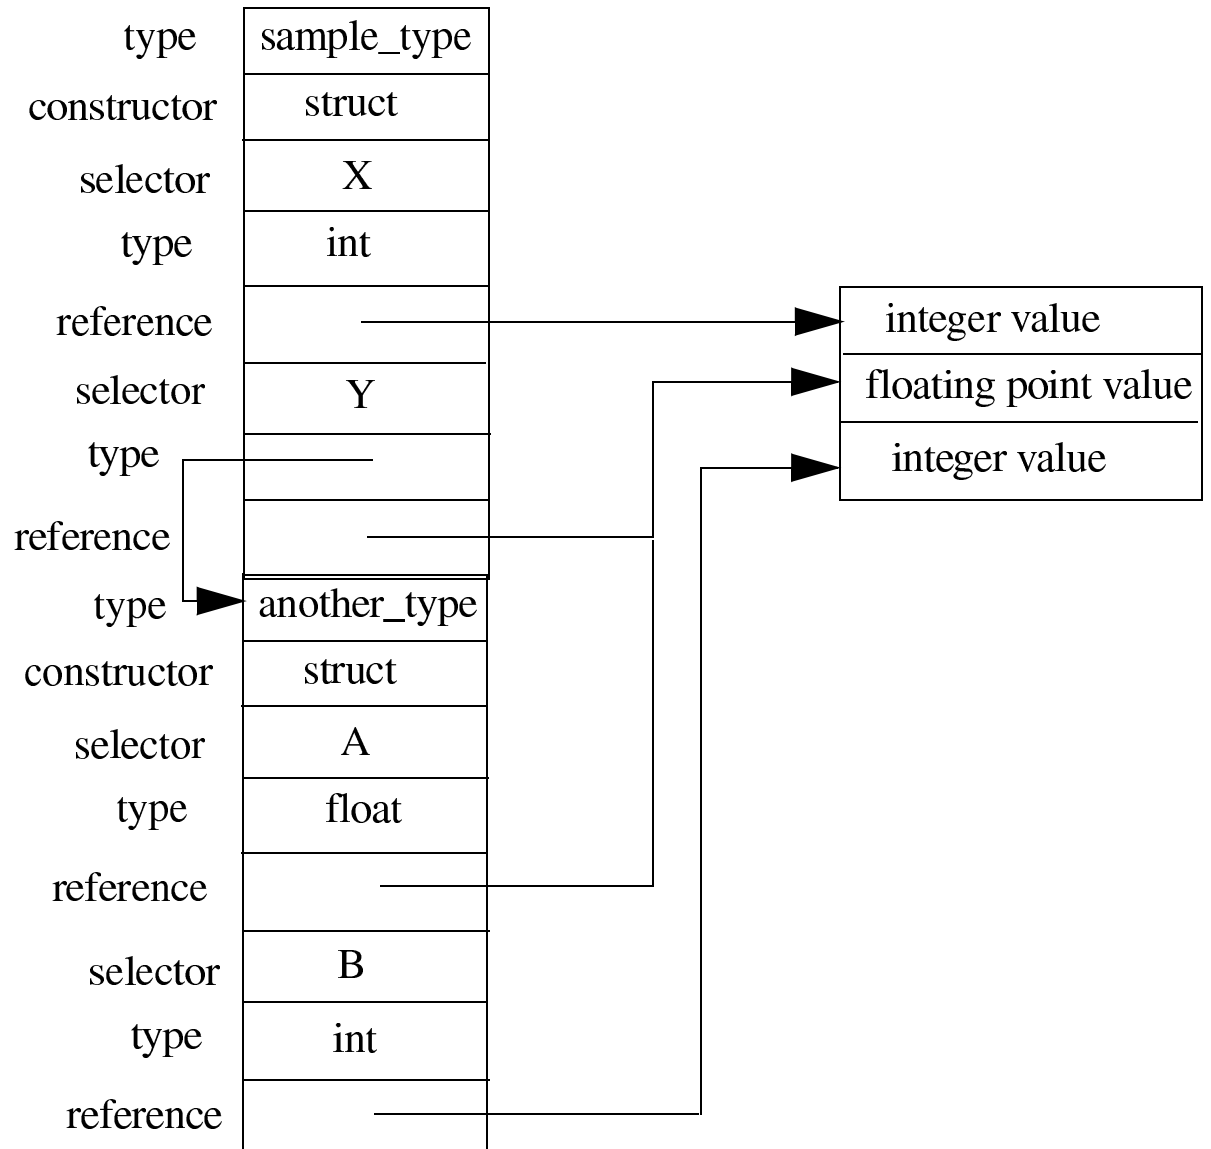 type sample_type
constructor struct
selector X
type int
reference integer value
selector Y floating point value
type integer value
reference
type another_type
constructor struct
selector A
type float
reference
selector B
type int
reference